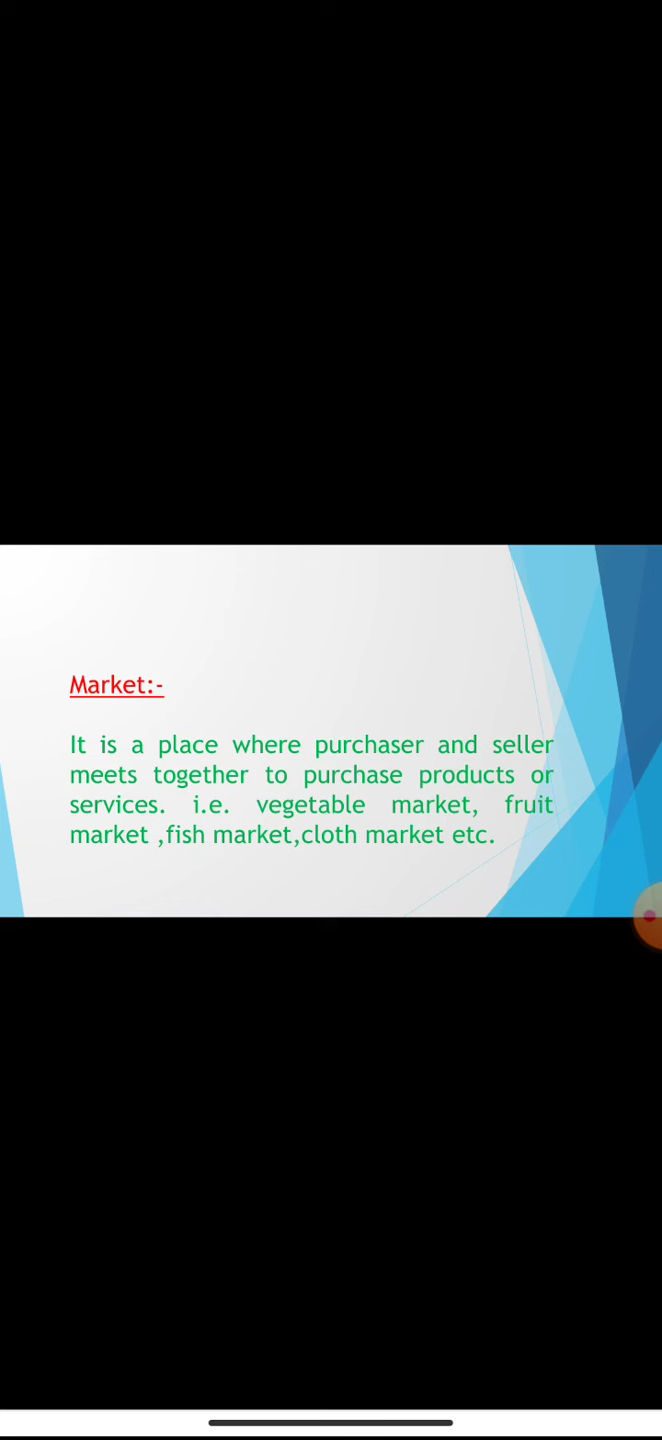 Market:-
It is a place where purchaser and seller
meets together to purchase products or
services. i.e. vegetable market, fruit
market ,fish market,cloth market etc.